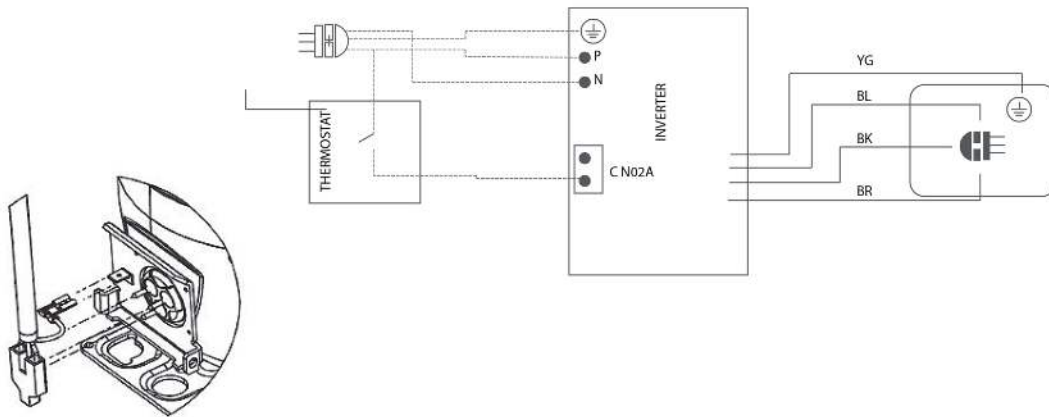 P
N
THERMOSTAT
INVERTER
C N02A
YG
BL
BK
BR